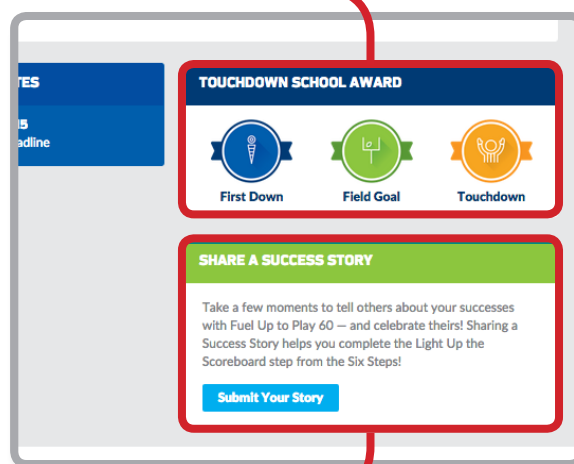 TES
15
adline
TOUCHDOWN SCHOOL AWARD
First Down
Field Goal
Touchdown
SHARE A SUCCESS STORY
Take a few moments to tell others about your successes
with Fuel Up to Play 60 — and celebrate theirs! Sharing a
Success Story helps you complete the Light Up the
Scoreboard step from the Six Steps!
Submit Your Story